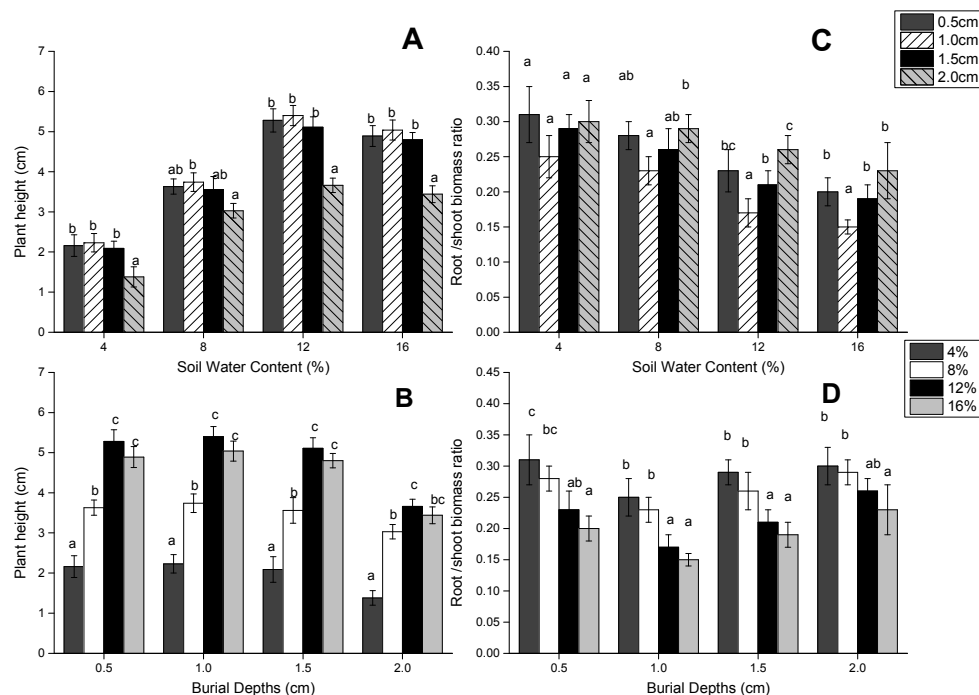 A
7
6
5
4
3
2
1
0
Plant height (cm)
b b b a
ab b ab a
b b b a
b b b a
4 8 12 16
Soil Water Content (%)
C
0.40
0.35
0.30
0.25
0.20
0.15
0.10
0.05
0.00
Root /shoot biomass ratio
a a a a
ab a ab b
bc a b c
b a b b
4 8 12 16
Soil Water Content (%)
0.5cm
1.0cm
1.5cm
2.0cm
B
7
6
5
4
3
2
1
0
Plant height (cm)
a b c c
a b c c
a b c c
a b c bc
0.5 1.0 1.5 2.0
Burial Depths (cm)
D
0.45
0.40
0.35
0.30
0.25
0.20
0.15
0.10
0.05
0.00
Root /shoot biomass ratio
c bc ab a
b b a a
b b a a
b b ab a
0.5 1.0 1.5 2.0
Burial Depths (cm)
4%
8%
12%
16%